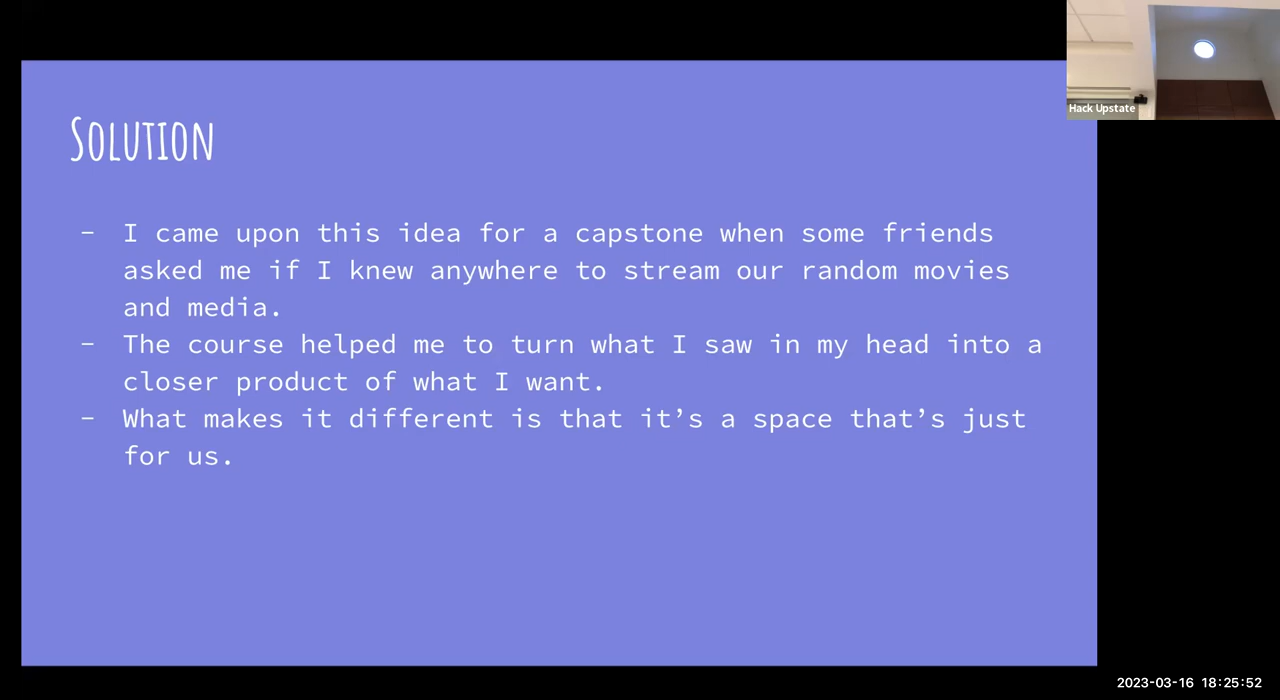 Hack Upstate
Solution
- I came upon this idea for a capstone when some friends
asked me if I knew anywhere to stream our random movies
and media.
- The course helped me to turn what I saw in my head into a
closer product of what I want.
- What makes it different is that it’s a space that’s just
for us.
2023-03-16 18:25:52